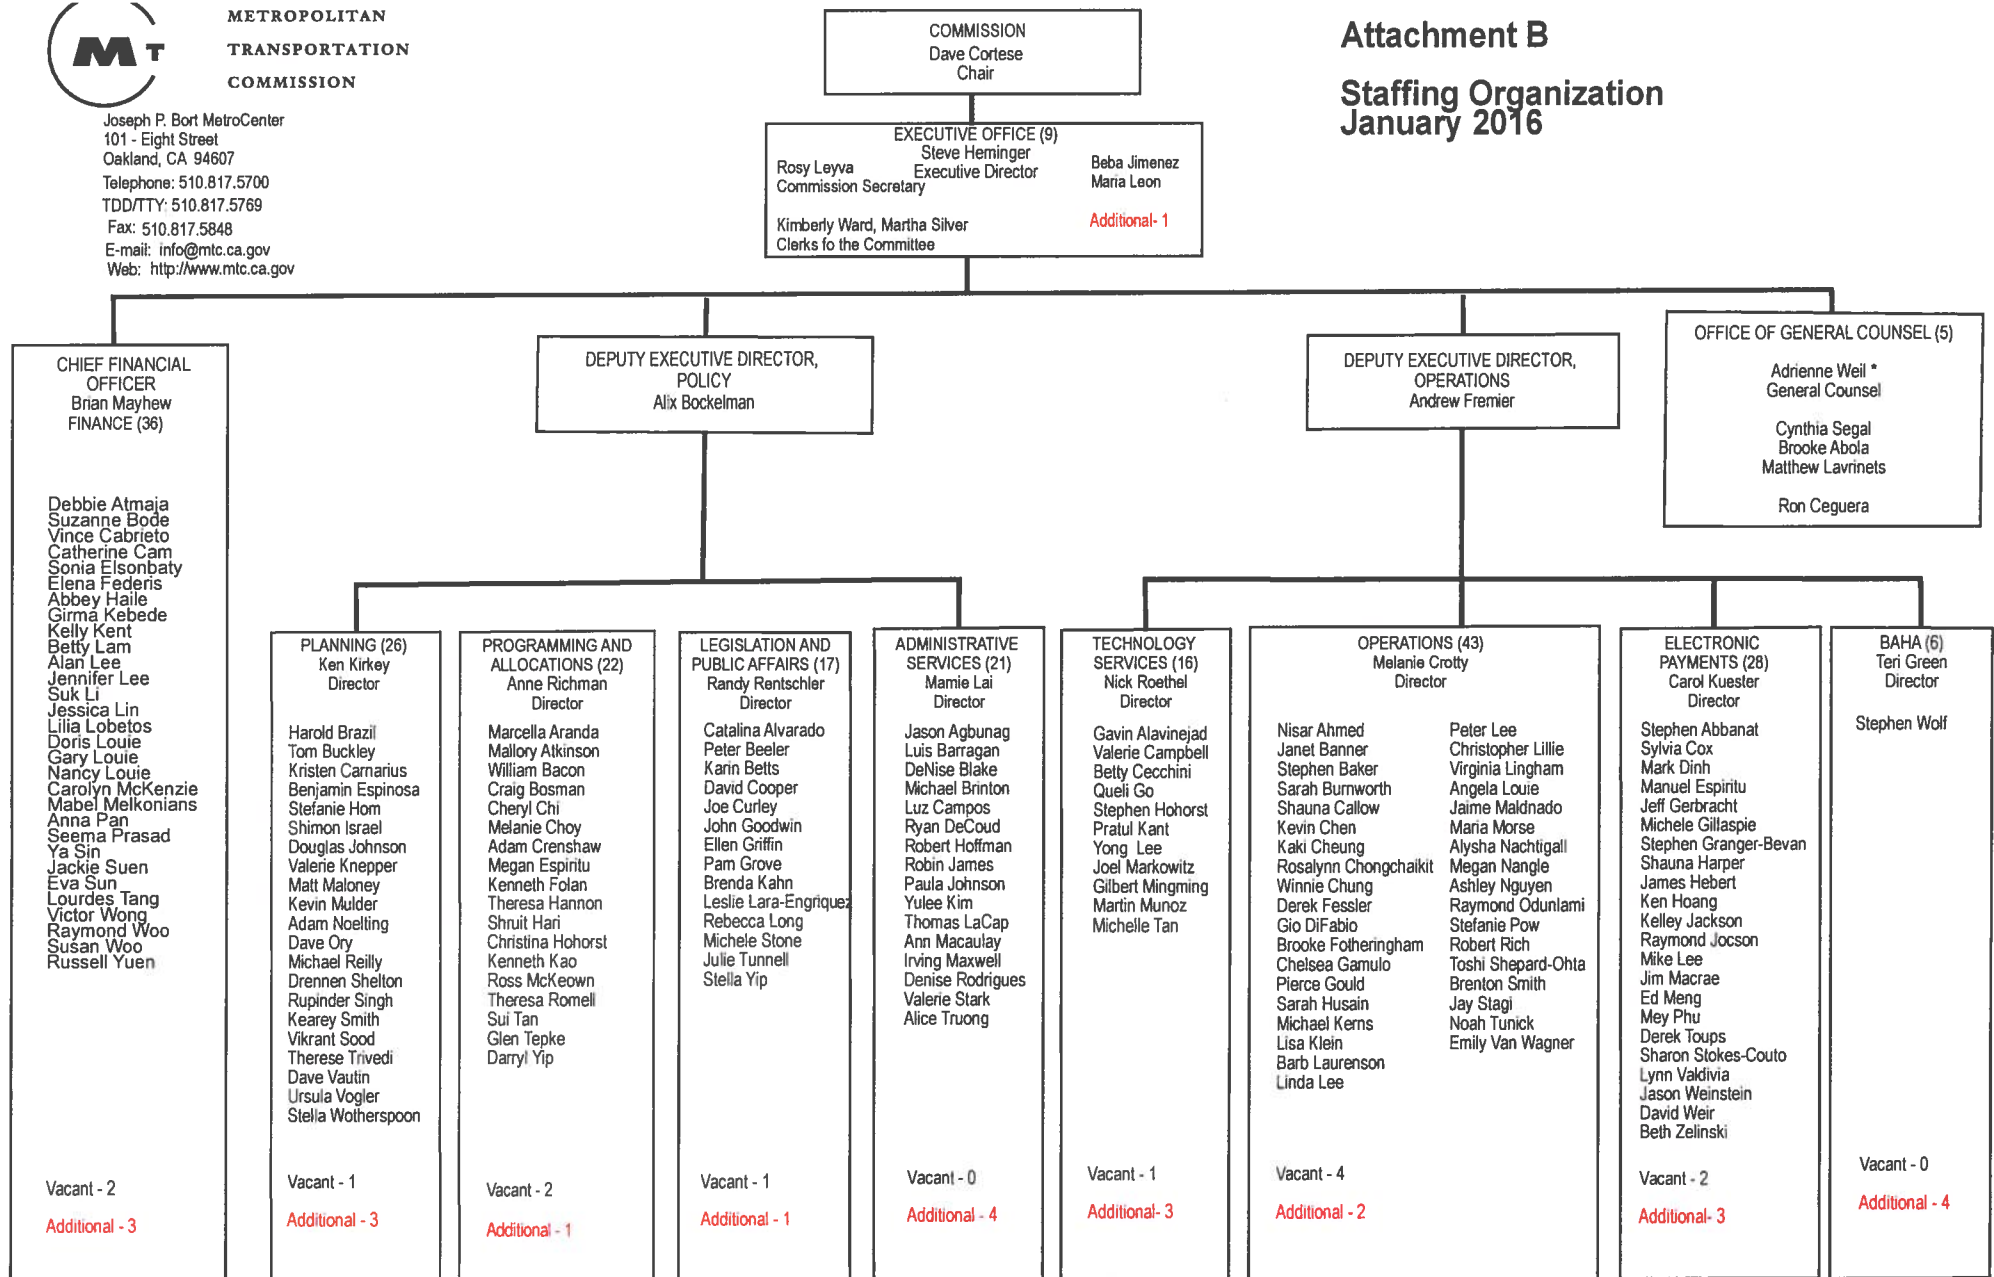 METROPOLITAN
TRANSPORTATION
COMMISSION
MT
Joseph P. Bort MetroCenter
101 - Eight Street
Oakland, CA 94607
Telephone: 510.817.5700
TDD/TTY: 510.817.5769
Fax: 510.817.5848
E-mail: info@mtc.ca.gov
Web: http://www.mtc.ca.gov
COMMISSION
Dave Cortese
Chair
Attachment B
Staffing Organization
January 2016
EXECUTIVE OFFICE (9)
Steve Heminger
Executive Director
Rosy Leyva
Commission Secretary
Kimberly Ward, Martha Silver
Clerks fo the Committee
Beba Jimenez
Maria Leon
Additional- 1
CHIEF FINANCIAL
OFFICER
Brian Mayhew
FINANCE (36)
Debbie Atmaja
Suzanne Bode
Vince Cabrieto
Catherine Cam
Sonia Elsonbaty
Elena Federis
Abbey Haile
Girma Kebede
Kelly Kent
Betty Lam
Alan Lee
Jennifer Lee
Suk Li
Jessica Lin
Lilia Lobetos
Doris Louie
Gary Louie
Nancy Louie
Carolyn McKenzie
Mabel Melkonians
Anna Pan
Seema Prasad
Ya Sin
Jackie Suen
Eva Sun
Lourdes Tang
Victor Wong
Raymond Woo
Susan Woo
Russell Yuen
Vacant - 2
Additional - 3
DEPUTY EXECUTIVE DIRECTOR,
POLICY
Alix Bockelman
DEPUTY EXECUTIVE DIRECTOR,
OPERATIONS
Andrew Fremier
OFFICE OF GENERAL COUNSEL (5)
Adrienne Weil *
General Counsel
Cynthia Segal
Brooke Abola
Matthew Lavrinets
Ron Ceguera
PLANNING (26)
Ken Kirkey
Director
Harold Brazil
Tom Buckley
Kristen Carnarius
Benjamin Espinosa
Stefanie Hom
Shimon Israel
Douglas Johnson
Valerie Knepper
Matt Maloney
Kevin Mulder
Adam Noelting
Dave Ory
Michael Reilly
Drennen Shelton
Rupinder Singh
Kearey Smith
Vikrant Sood
Therese Trivedi
Dave Vautin
Ursula Vogler
Stella Wotherspoon
Vacant - 1
Additional - 3
PROGRAMMING AND
ALLOCATIONS (22)
Anne Richman
Director
Marcella Aranda
Mallory Atkinson
William Bacon
Craig Bosman
Cheryl Chi
Melanie Choy
Adam Crenshaw
Megan Espiritu
Kenneth Folan
Theresa Hannon
Shruit Hari
Christina Hohorst
Kenneth Kao
Ross McKeown
Theresa Romell
Sui Tan
Glen Tepke
Darryl Yip
Vacant - 2
Additional - 1
LEGISLATION AND
PUBLIC AFFAIRS (17)
Randy Rentschler
Director
Catalina Alvarado
Peter Beeler
Karin Betts
David Cooper
Joe Curley
John Goodwin
Ellen Griffin
Pam Grove
Brenda Kahn
Leslie Lara-Engriquez
Rebecca Long
Michele Stone
Julie Tunnell
Stella Yip
Vacant - 1
Additional - 1
ADMINISTRATIVE
SERVICES (21)
Mamie Lai
Director
Jason Agbunag
Luis Barragan
DeNise Blake
Michael Brinton
Luz Campos
Ryan DeCoud
Robert Hoffman
Robin James
Paula Johnson
Yulee Kim
Thomas LaCap
Ann Macaulay
Irving Maxwell
Denise Rodrigues
Valerie Stark
Alice Truong
Vacant - 0
Additional - 4
TECHNOLOGY
SERVICES (16)
Nick Roethel
Director
Gavin Alavinejad
Valerie Campbell
Betty Cecchini
Queli Go
Stephen Hohorst
Pratul Kant
Yong Lee
Joel Markowitz
Gilbert Mingming
Martin Munoz
Michelle Tan
Vacant - 1
Additional- 3
OPERATIONS (43)
Melanie Crotty
Director
Nisar Ahmed
Janet Banner
Stephen Baker
Sarah Burnworth
Shauna Callow
Kevin Chen
Kaki Cheung
Rosalynn Chongchaikit
Winnie Chung
Derek Fessler
Gio DiFabio
Brooke Fotheringham
Chelsea Gamulo
Pierce Gould
Sarah Husain
Michael Kerns
Lisa Klein
Barb Laurenson
Linda Lee
Peter Lee
Christopher Lillie
Virginia Lingham
Angela Louie
Jaime Maldnado
Maria Morse
Alysha Nachtigall
Megan Nangle
Ashley Nguyen
Raymond Odunlami
Stefanie Pow
Robert Rich
Toshi Shepard-Ohta
Brenton Smith
Jay Stagi
Noah Tunick
Emily Van Wagner
Vacant - 4
Additional - 2
ELECTRONIC
PAYMENTS (28)
Carol Kuester
Director
Stephen Abbanat
Sylvia Cox
Mark Dinh
Manuel Espiritu
Jeff Gerbracht
Michele Gillaspie
Stephen Granger-Bevan
Shauna Harper
James Hebert
Ken Hoang
Kelley Jackson
Raymond Jocson
Mike Lee
Jim Macrae
Ed Meng
Mey Phu
Derek Toups
Sharon Stokes-Couto
Lynn Valdivia
Jason Weinstein
David Weir
Beth Zelinski
Vacant - 2
Additional- 3
BAHA (6)
Teri Green
Director
Stephen Wolf
Vacant - 0
Additional - 4